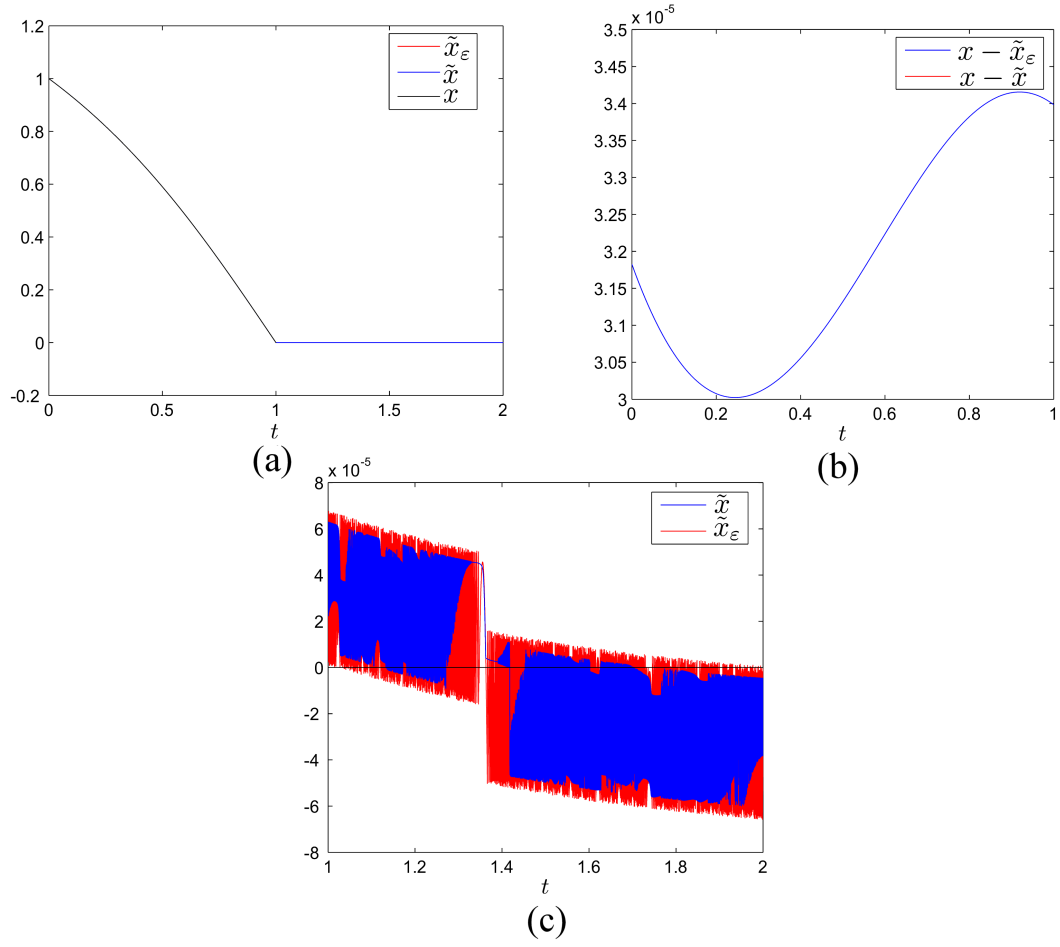 1.2
1
0.8
0.6
0.4
0.2
0
-0.2
0 0.5 1 1.5 2
t
x̃_ε
x̃
x
(a)
x 10^-5
3.5
3.45
3.4
3.35
3.3
3.25
3.2
3.15
3.1
3.05
3
0 0.2 0.4 0.6 0.8 1
t
x − x̃_ε
x − x̃
(b)
x 10^-5
8
6
4
2
0
-2
-4
-6
-8
1 1.2 1.4 1.6 1.8 2
t
x̃
x̃_ε
(c)